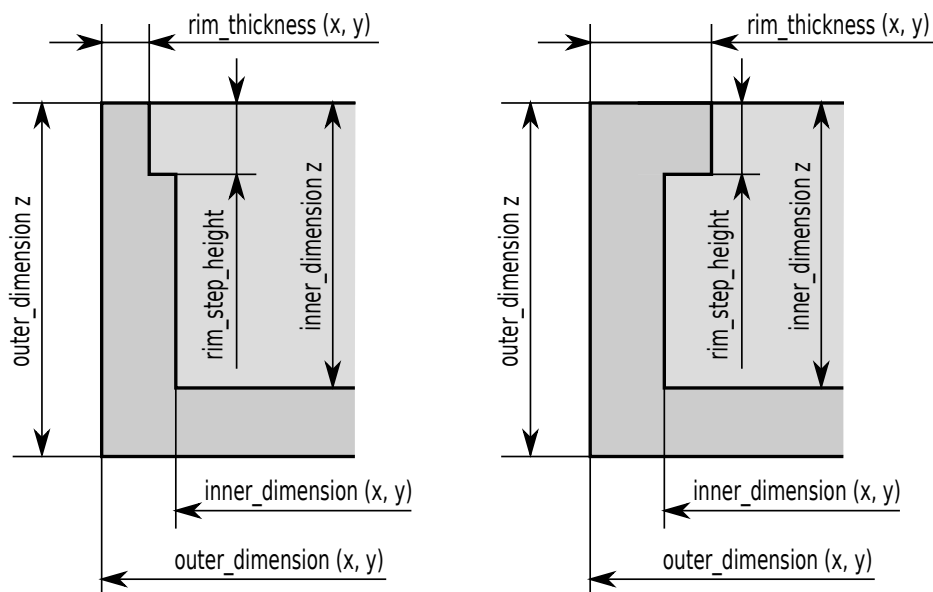 rim_thickness (x, y)
outer_dimension z
rim_step_height
inner_dimension z
inner_dimension (x, y)
outer_dimension (x, y)
rim_thickness (x, y)
outer_dimension z
rim_step_height
inner_dimension z
inner_dimension (x, y)
outer_dimension (x, y)